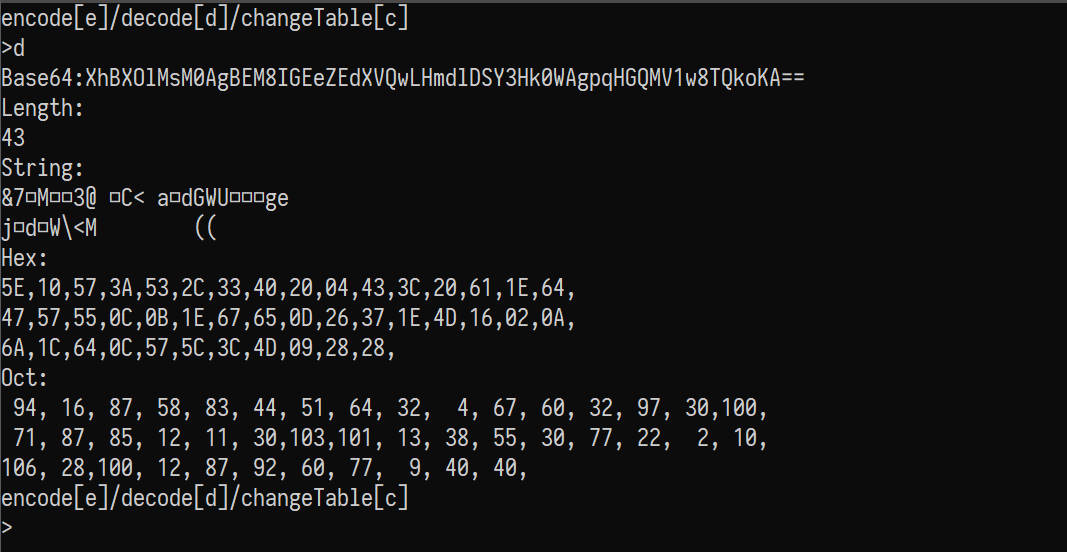 encode[e]/decode[d]/changeTable[c]
>d
Base64:XhBXOlMsM0AgBEM8IGEeZEdXVQwLHmdlDSY3Hk0WAgpqHGQMV1w8TQkoKA==
Length:
43
String:
&7□M□□3@ □C< a□dGWU□□□ge
j□d□W\<M        ((
Hex:
5E,10,57,3A,53,2C,33,40,20,04,43,3C,20,61,1E,64,
47,57,55,0C,0B,1E,67,65,0D,26,37,1E,4D,16,02,0A,
6A,1C,64,0C,57,5C,3C,4D,09,28,28,
Oct:
 94, 16, 87, 58, 83, 44, 51, 64, 32,  4, 67, 60, 32, 97, 30,100,
 71, 87, 85, 12, 11, 30,103,101, 13, 38, 55, 30, 77, 22,  2, 10,
106, 28,100, 12, 87, 92, 60, 77,  9, 40, 40,
encode[e]/decode[d]/changeTable[c]
>